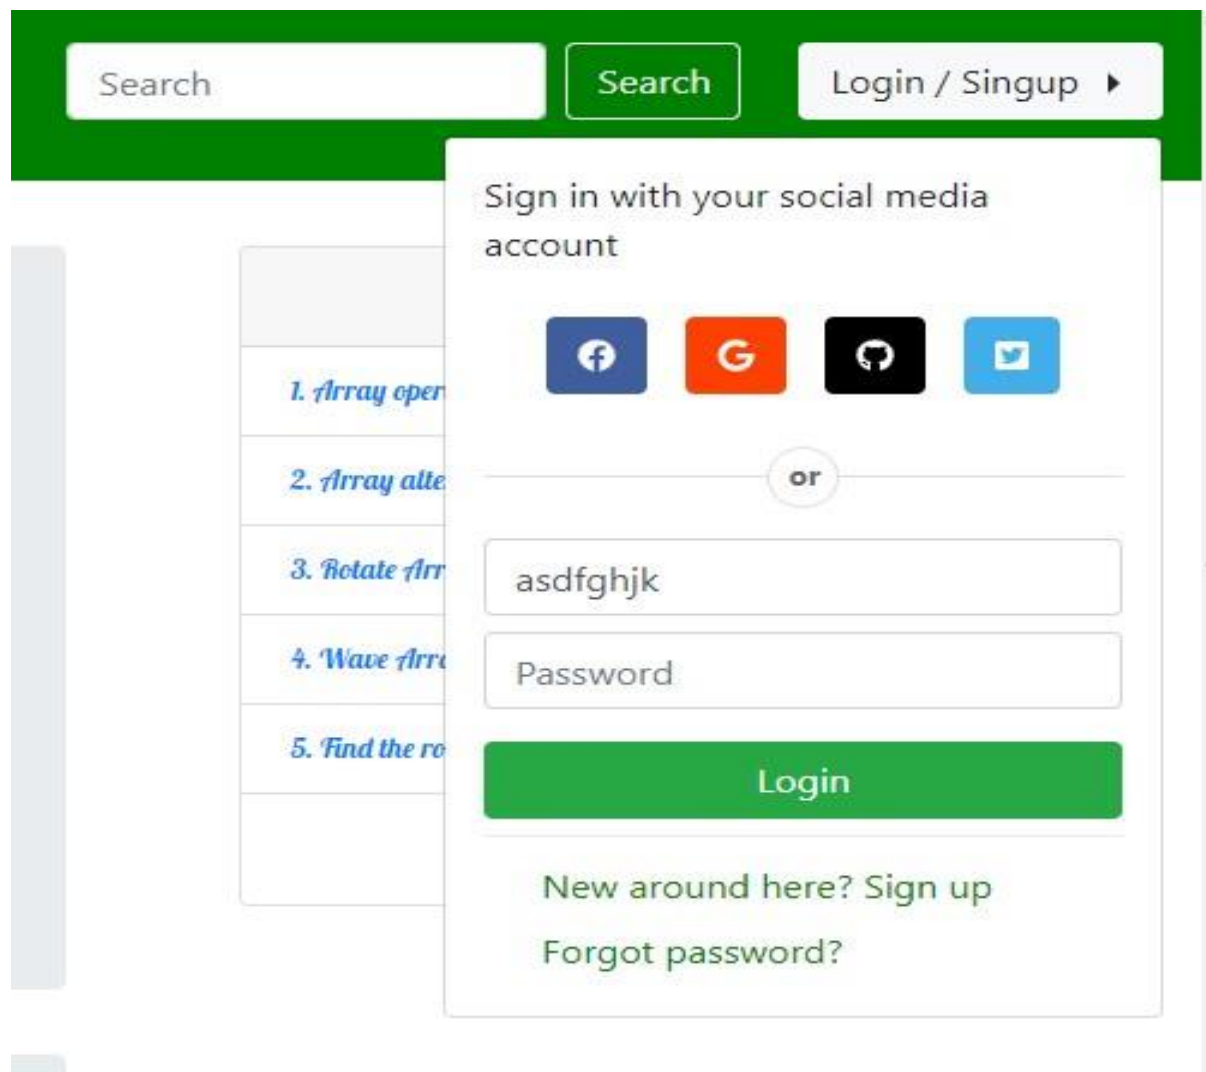 Search
Search
Login / Singup
Sign in with your social media
account
or
1. Array oper
2. Array alte
3. Rotate Arr
4. Wave Arr
5. Find the ro
asdfghjk
Password
Login
New around here? Sign up
Forgot password?